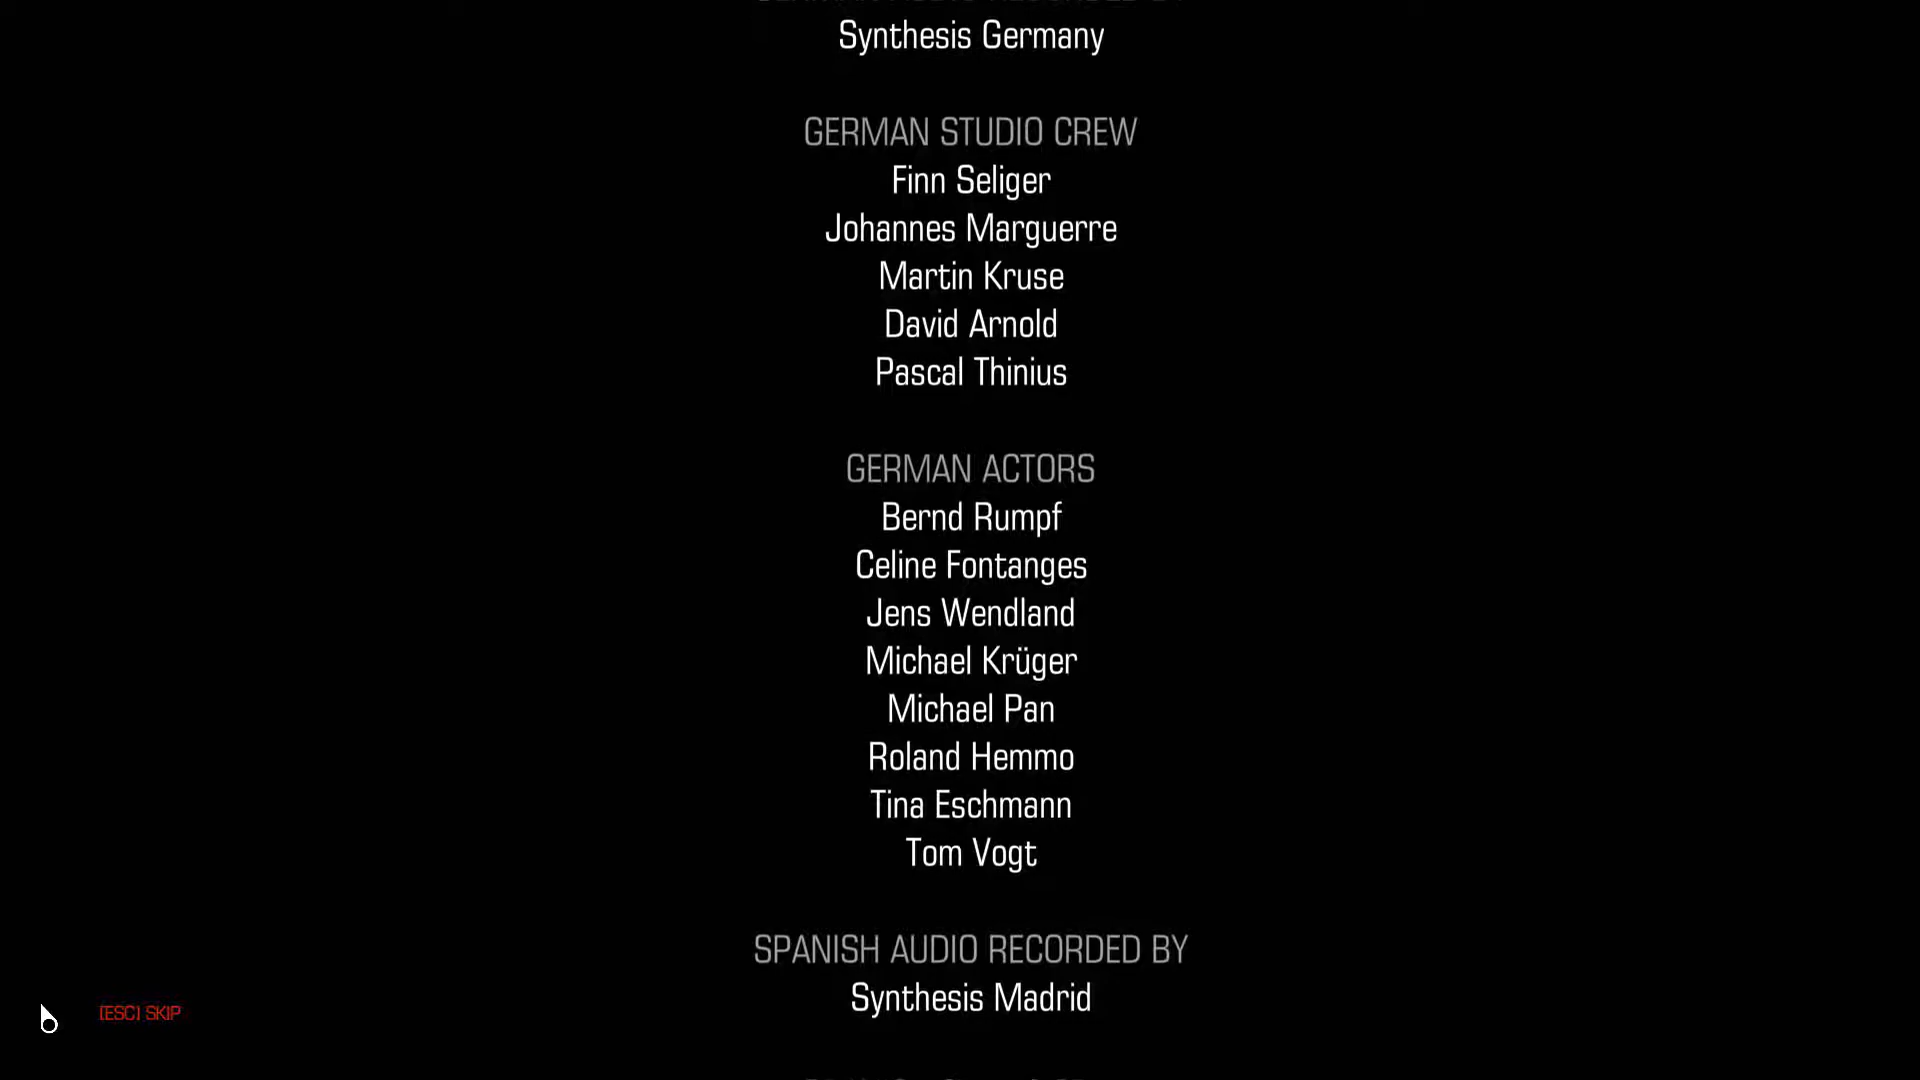 Synthesis Germany
GERMAN STUDIO CREW
Finn Seliger
Johannes Marguerre
Martin Kruse
David Arnold
Pascal Thinius
GERMAN ACTORS
Bernd Rumpf
Celine Fontanges
Jens Wendland
Michael Krüger
Michael Pan
Roland Hemmo
Tina Eschmann
Tom Vogt
SPANISH AUDIO RECORDED BY
Synthesis Madrid
[ESC] SKIP